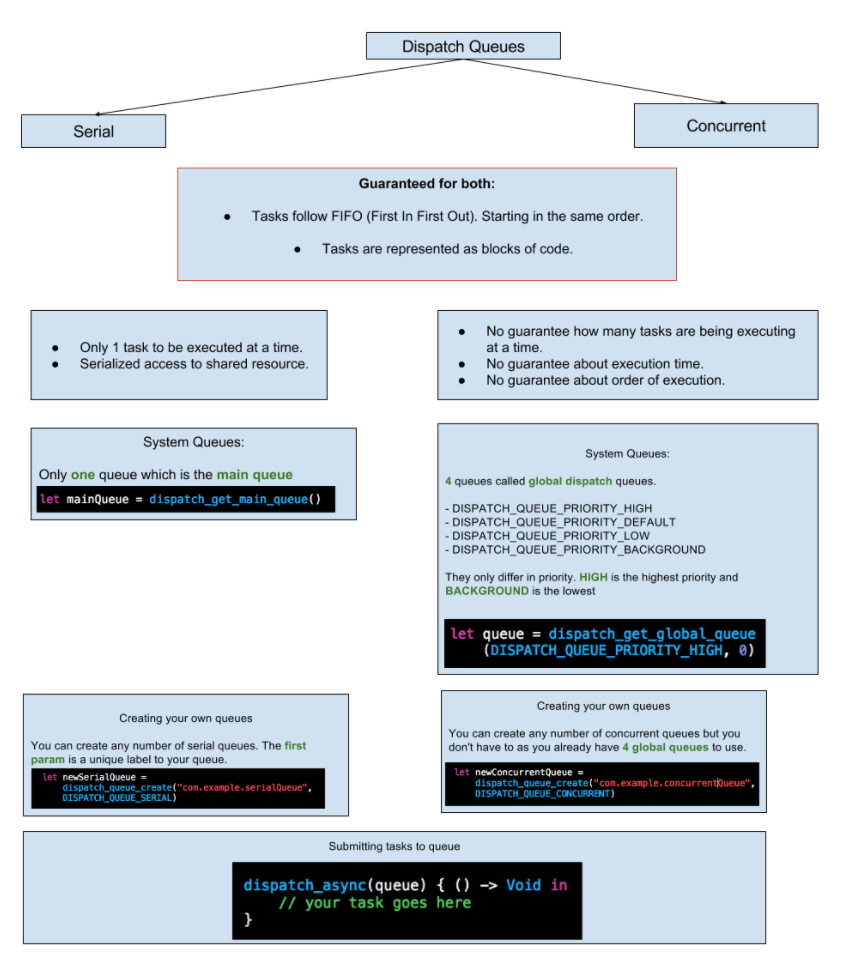 Dispatch Queues
Serial
Concurrent
Guaranteed for both:
● Tasks follow FIFO (First In First Out). Starting in the same order.
● Tasks are represented as blocks of code.
● Only 1 task to be executed at a time.
● Serialized access to shared resource.
● No guarantee how many tasks are being executing
at a time.
● No guarantee about execution time.
● No guarantee about order of execution.
System Queues:
Only one queue which is the main queue
let mainQueue = dispatch_get_main_queue()
System Queues:
4 queues called global dispatch queues.
- DISPATCH_QUEUE_PRIORITY_HIGH
- DISPATCH_QUEUE_PRIORITY_DEFAULT
- DISPATCH_QUEUE_PRIORITY_LOW
- DISPATCH_QUEUE_PRIORITY_BACKGROUND
They only differ in priority. HIGH is the highest priority and
BACKGROUND is the lowest
let queue = dispatch_get_global_queue
(DISPATCH_QUEUE_PRIORITY_HIGH, 0)
Creating your own queues
You can create any number of serial queues. The first
param is a unique label to your queue.
let newSerialQueue =
dispatch_queue_create("com.example.serialQueue",
DISPATCH_QUEUE_SERIAL)
Creating your own queues
You can create any number of concurrent queues but you
don't have to as you already have 4 global queues to use.
let newConcurrentQueue =
dispatch_queue_create("com.example.concurrentQueue",
DISPATCH_QUEUE_CONCURRENT)
Submitting tasks to queue
dispatch_async(queue) { () -> Void in
// your task goes here
}